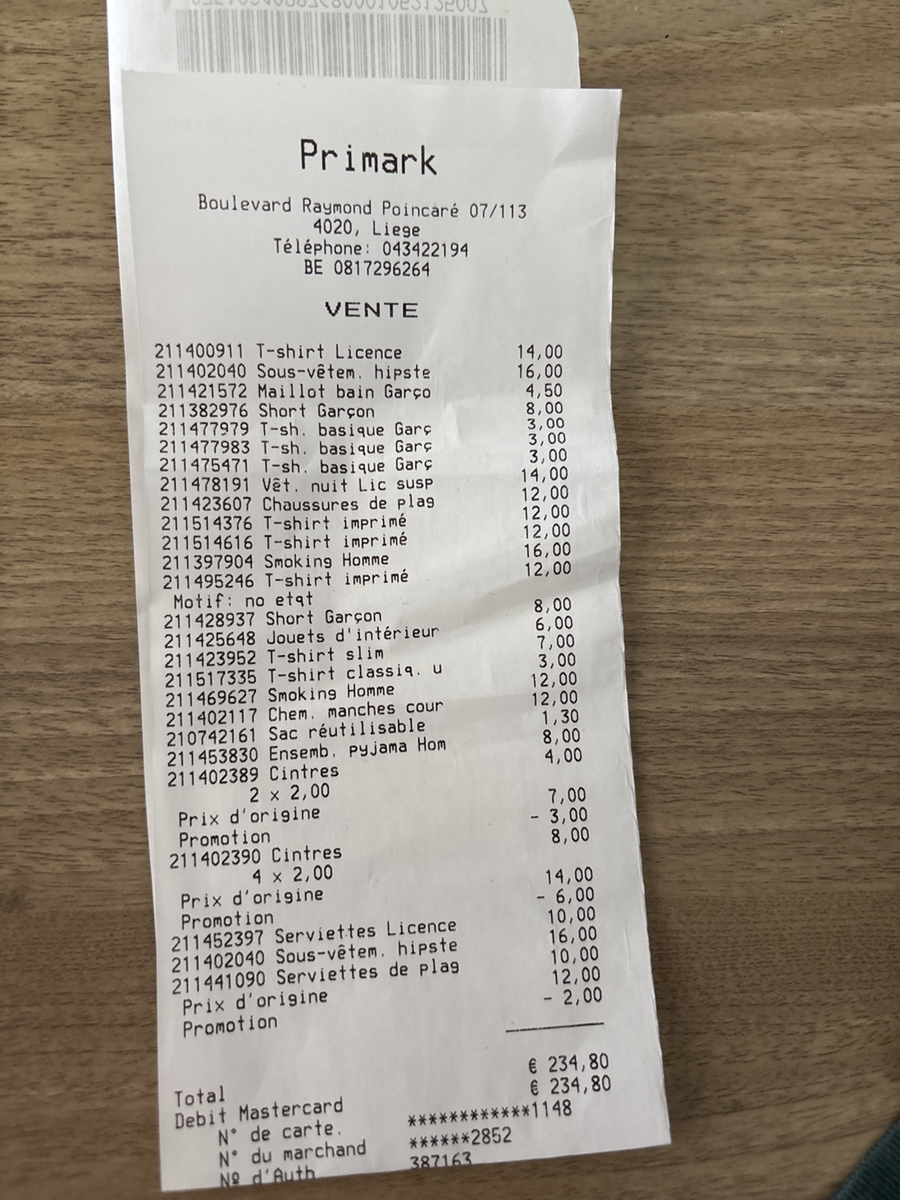 Primark
Boulevard Raymond Poincaré 07/113
4020, Liege
Téléphone: 043422194
BE 0817296264
VENTE
211400911 T-shirt Licence 14,00
211402040 Sous-vêtem. hipste 16,00
211421572 Maillot bain Garço 4,50
211382976 Short Garçon 8,00
211477979 T-sh. basique Garç 3,00
211477983 T-sh. basique Garç 3,00
211475471 T-sh. basique Garç 3,00
211478191 Vêt. nuit Lic susp 14,00
211423607 Chaussures de plag 12,00
211514376 T-shirt imprimé 12,00
211514616 T-shirt imprimé 12,00
211397904 Smoking Homme 16,00
211495246 T-shirt imprimé 12,00
Motif: no etqt
211428937 Short Garçon 8,00
211425648 Jouets d'intérieur 6,00
211423952 T-shirt slim 7,00
211517335 T-shirt classiq. u 3,00
211469627 Smoking Homme 12,00
211402117 Chem. manches cour 12,00
210742161 Sac réutilisable 1,30
211453830 Ensemb. pyjama Hom 8,00
211402389 Cintres 4,00
2 x 2,00
Prix d'origine 7,00
Promotion - 3,00
211402390 Cintres 8,00
4 x 2,00
Prix d'origine 14,00
Promotion - 6,00
211452397 Serviettes Licence 10,00
211402040 Sous-vêtem. hipste 16,00
211441090 Serviettes de plag 10,00
Prix d'origine 12,00
Promotion - 2,00
Total € 234,80
Debit Mastercard € 234,80
N° de carte. ************1148
N° du marchand ******2852
Nº d'Auth 387163